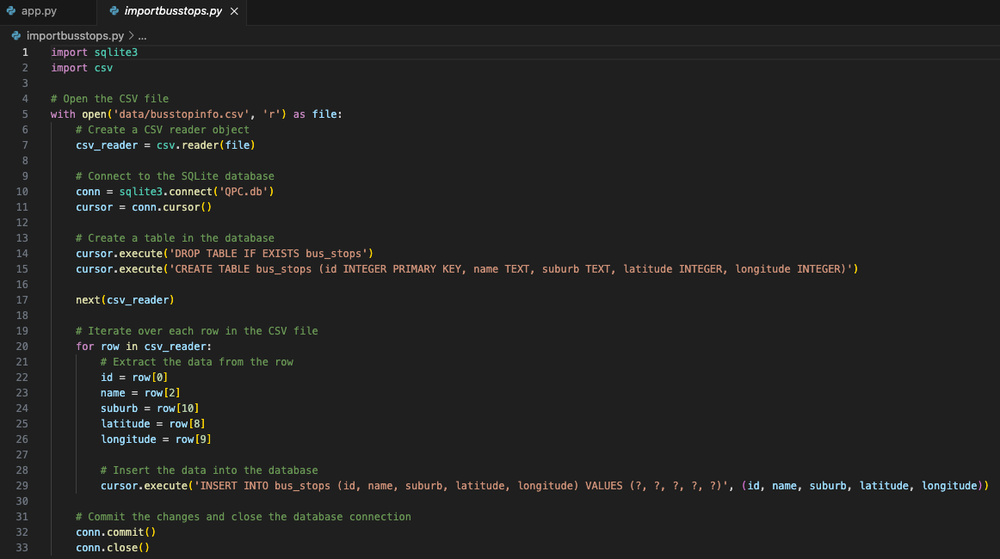 app.py importbusstops.py ×
importbusstops.py > ...
1 import sqlite3
2 import csv
3
4 # Open the CSV file
5 with open('data/busstopinfo.csv', 'r') as file:
6     # Create a CSV reader object
7     csv_reader = csv.reader(file)
8
9     # Connect to the SQLite database
10     conn = sqlite3.connect('QPC.db')
11     cursor = conn.cursor()
12
13     # Create a table in the database
14     cursor.execute('DROP TABLE IF EXISTS bus_stops')
15     cursor.execute('CREATE TABLE bus_stops (id INTEGER PRIMARY KEY, name TEXT, suburb TEXT, latitude INTEGER, longitude INTEGER)')
16
17     next(csv_reader)
18
19     # Iterate over each row in the CSV file
20     for row in csv_reader:
21         # Extract the data from the row
22         id = row[0]
23         name = row[2]
24         suburb = row[10]
25         latitude = row[8]
26         longitude = row[9]
27
28         # Insert the data into the database
29         cursor.execute('INSERT INTO bus_stops (id, name, suburb, latitude, longitude) VALUES (?, ?, ?, ?, ?)', (id, name, suburb, latitude, longitude))
30
31     # Commit the changes and close the database connection
32     conn.commit()
33     conn.close()